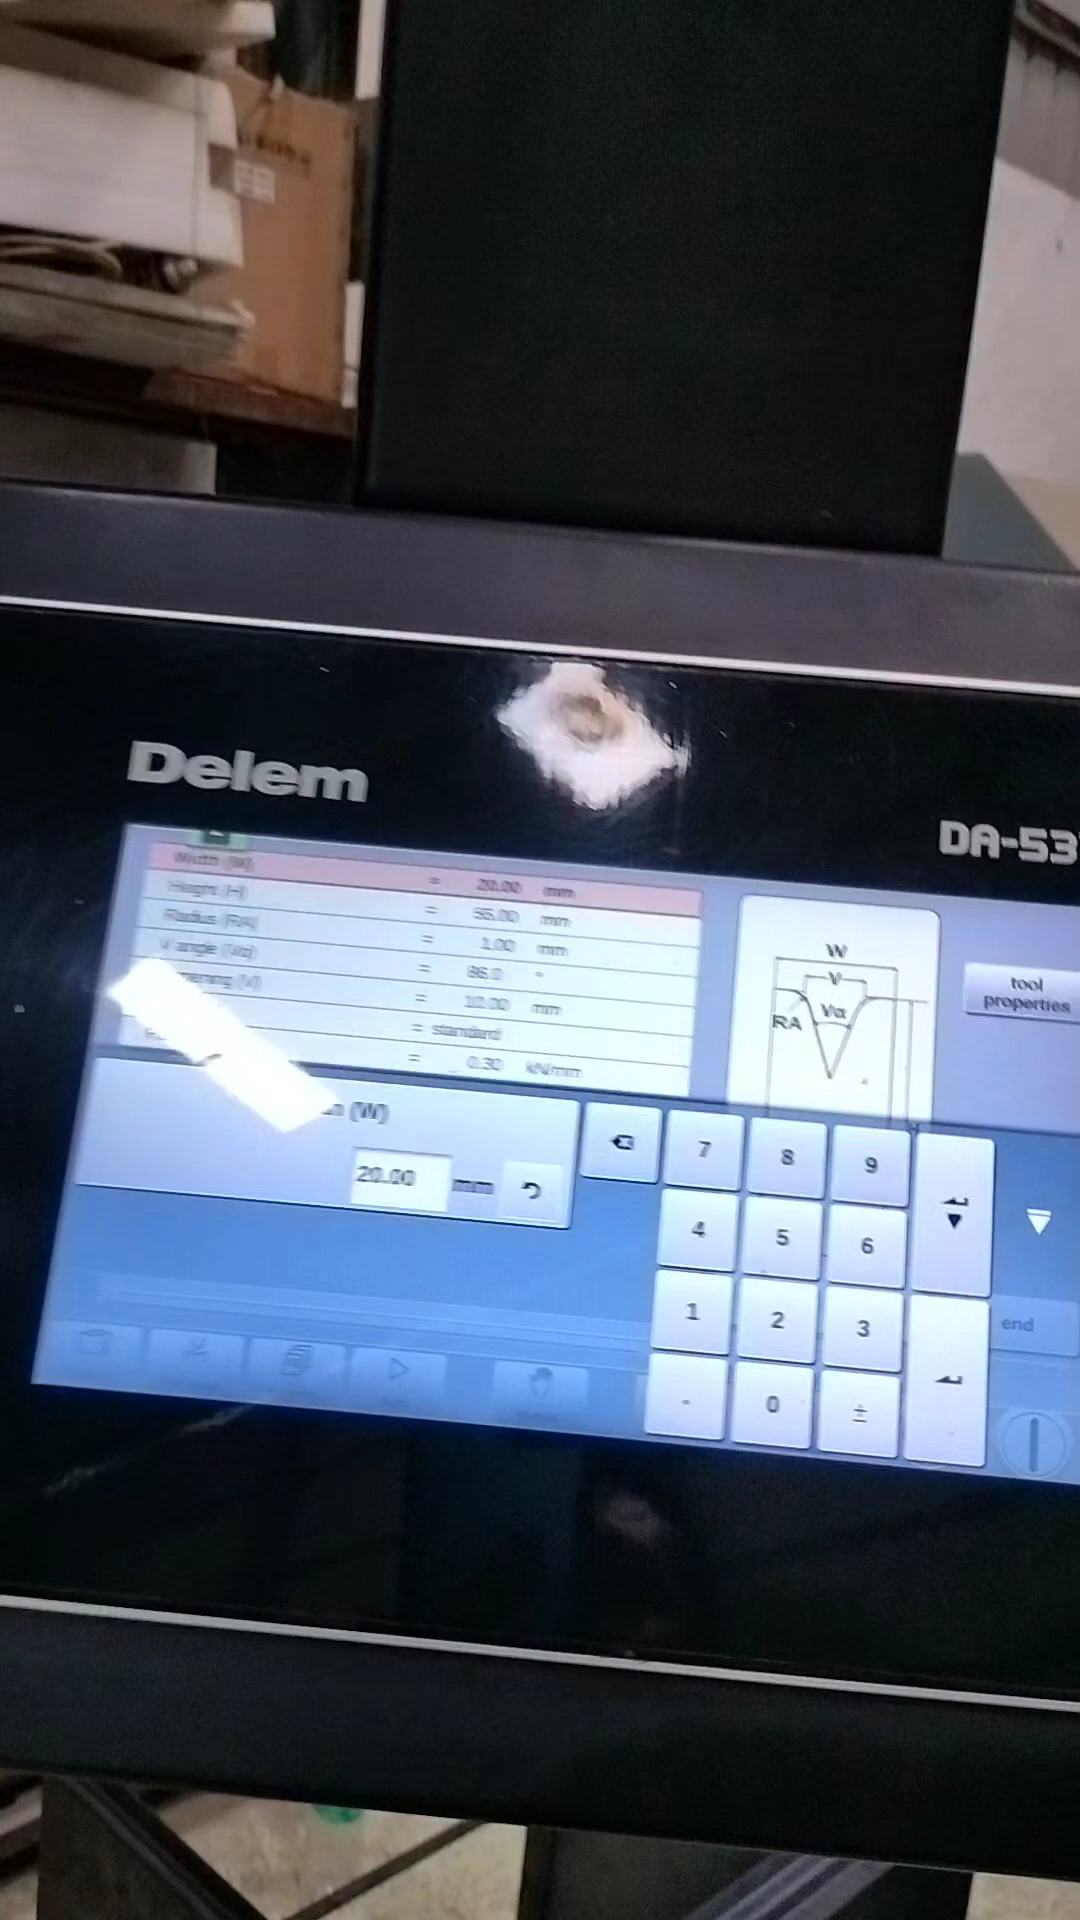 Delem
DA-53
Width (W) = 20.00 mm
Height (H) = 55.00 mm
Radius (RA) = 1.00 mm
V angle (Vα) = 86.0 °
(V) = 10.00 mm
= standard
= 0.30 kN/mm
W
V
Vα
RA
tool
properties
(W)
20.00 mm
7 8 9
4 5 6
1 2 3
- 0 ±
end